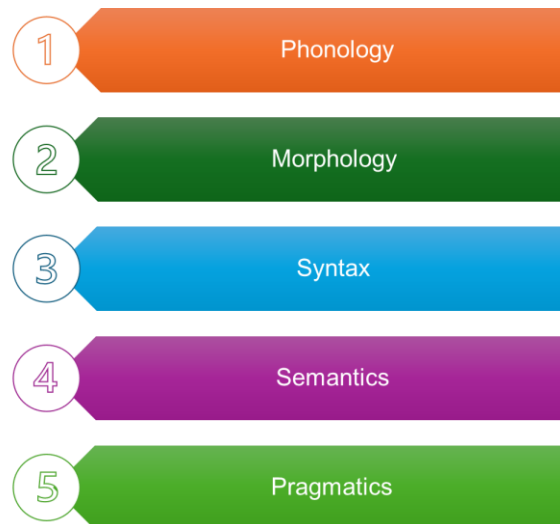 1 Phonology
2 Morphology
3 Syntax
4 Semantics
5 Pragmatics